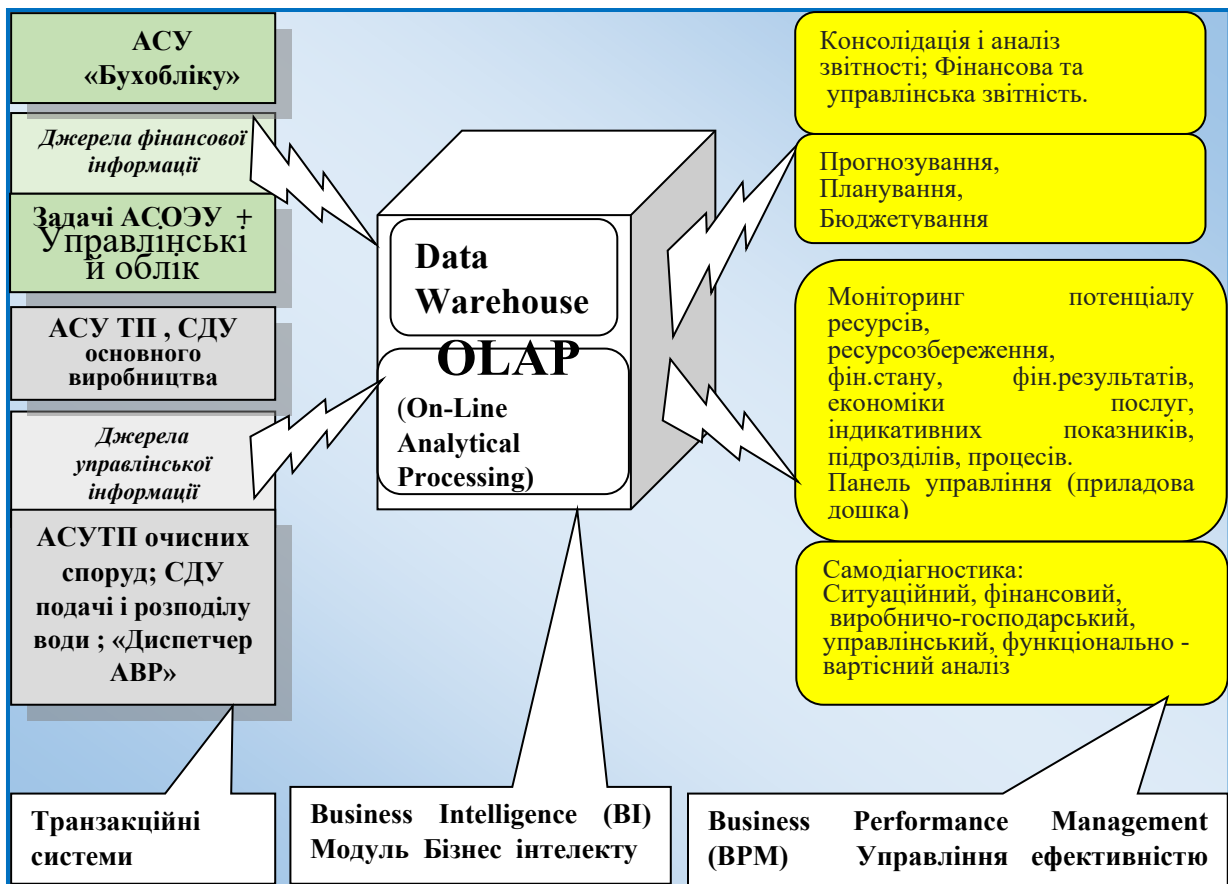 АСУ
«Бухобліку»
Джерела фінансової
інформації
Задачі АСОЭУ +
Управлінські
й облік
АСУ ТП , СДУ
основного
виробництва
Джерела
управлінської
інформації
АСУТП очисних
споруд; СДУ
подачі і розподілу
води ; «Диспетчер
АВР»
Транзакційні
системи
Data
Warehouse
OLAP
(On-Line
Analytical
Processing)
Business Intelligence (BI)
Модуль Бізнес інтелекту
Консолідація і аналіз
звітності; Фінансова та
управлінська звітність.
Прогнозування,
Планування,
Бюджетування
Моніторинг потенціалу
ресурсів,
ресурсозбереження,
фін.стану, фін.результатів,
економіки послуг,
індикативних показників,
підрозділів, процесів.
Панель управління (приладова
дошка)
Самодіагностика:
Ситуаційний, фінансовий,
виробничо-господарський,
управлінський, функціонально -
вартісний аналіз
Business Performance Management
(BPM) Управління ефективністю